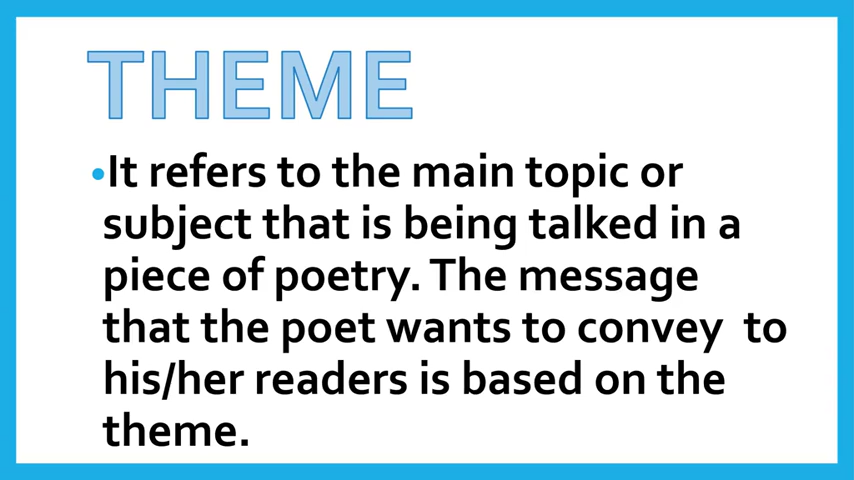 THEME
•It refers to the main topic or
subject that is being talked in a
piece of poetry. The message
that the poet wants to convey  to
his/her readers is based on the
theme.